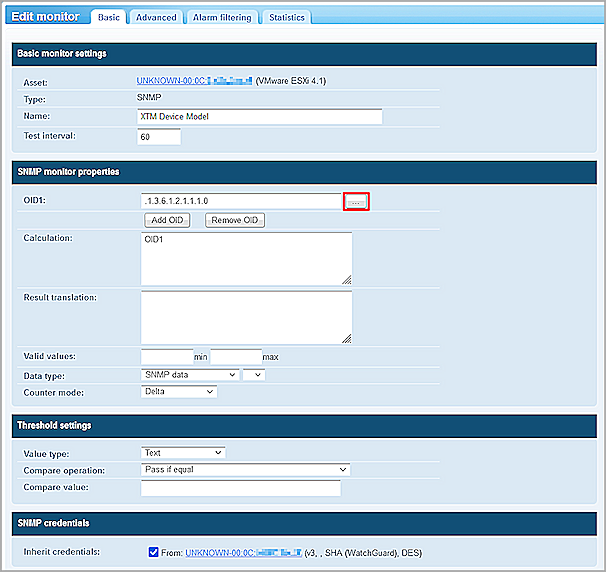 Edit monitor Basic Advanced Alarm filtering Statistics
Basic monitor settings
Asset: UNKNOWN-00:0C: (VMware ESXi 4.1)
Type: SNMP
Name: XTM Device Model
Test interval: 60
SNMP monitor properties
OID1: .1.3.6.1.2.1.1.1.0 ...
Add OID Remove OID
Calculation: OID1
Result translation:
Valid values: min max
Data type: SNMP data
Counter mode: Delta
Threshold settings
Value type: Text
Compare operation: Pass if equal
Compare value:
SNMP credentials
Inherit credentials: From: UNKNOWN-00:0C: (v3, , SHA (WatchGuard), DES)